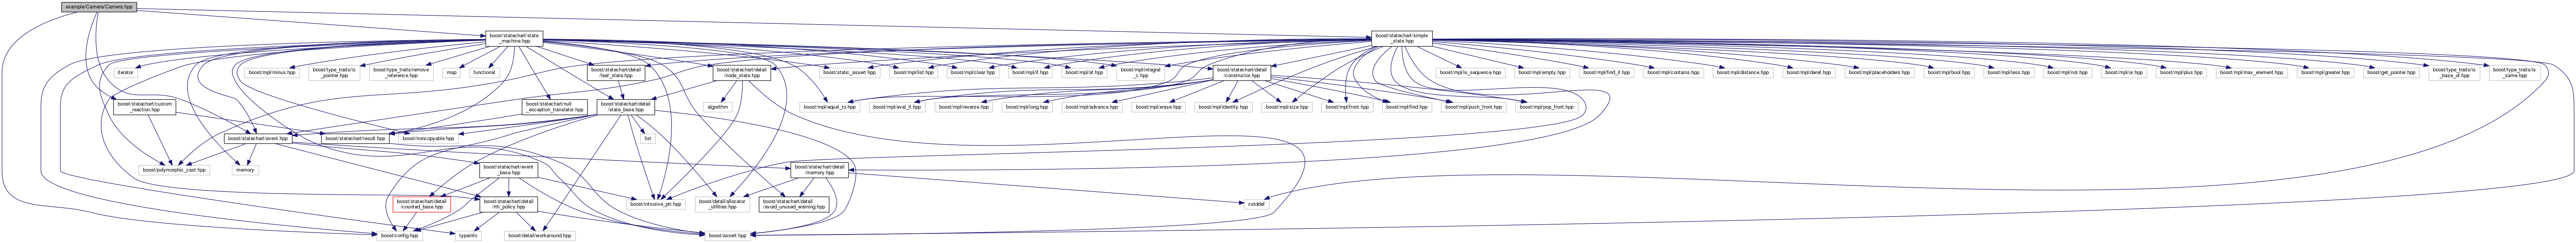 example/Camera/Camera.hpp
boost/statechart/state
_machine.hpp
boost/statechart/simple
_state.hpp
iterator
boost/mpl/minus.hpp
boost/type_traits/is
_pointer.hpp
boost/type_traits/remove
_reference.hpp
map
functional
boost/statechart/detail
/leaf_state.hpp
boost/statechart/detail
/node_state.hpp
boost/static_assert.hpp
boost/mpl/list.hpp
boost/mpl/clear.hpp
boost/mpl/if.hpp
boost/mpl/at.hpp
boost/mpl/integral
_c.hpp
boost/statechart/detail
/constructor.hpp
boost/mpl/is_sequence.hpp
boost/mpl/empty.hpp
boost/mpl/find_if.hpp
boost/mpl/contains.hpp
boost/mpl/distance.hpp
boost/mpl/deref.hpp
boost/mpl/placeholders.hpp
boost/mpl/bool.hpp
boost/mpl/less.hpp
boost/mpl/not.hpp
boost/mpl/or.hpp
boost/mpl/plus.hpp
boost/mpl/max_element.hpp
boost/mpl/greater.hpp
boost/get_pointer.hpp
boost/type_traits/is
_base_of.hpp
boost/type_traits/is
_same.hpp
boost/statechart/custom
_reaction.hpp
boost/statechart/null
_exception_translator.hpp
boost/statechart/detail
/state_base.hpp
algorithm
boost/mpl/equal_to.hpp
boost/mpl/eval_if.hpp
boost/mpl/reverse.hpp
boost/mpl/long.hpp
boost/mpl/advance.hpp
boost/mpl/erase.hpp
boost/mpl/identity.hpp
boost/mpl/size.hpp
boost/mpl/front.hpp
boost/mpl/find.hpp
boost/mpl/push_front.hpp
boost/mpl/pop_front.hpp
boost/statechart/event.hpp
boost/statechart/result.hpp
boost/noncopyable.hpp
list
boost/polymorphic_cast.hpp
memory
boost/statechart/event
_base.hpp
boost/statechart/detail
/memory.hpp
boost/statechart/detail
/counted_base.hpp
boost/statechart/detail
/rtti_policy.hpp
boost/intrusive_ptr.hpp
boost/detail/allocator
_utilities.hpp
boost/statechart/detail
/avoid_unused_warning.hpp
cstddef
boost/config.hpp
typeinfo
boost/detail/workaround.hpp
boost/assert.hpp